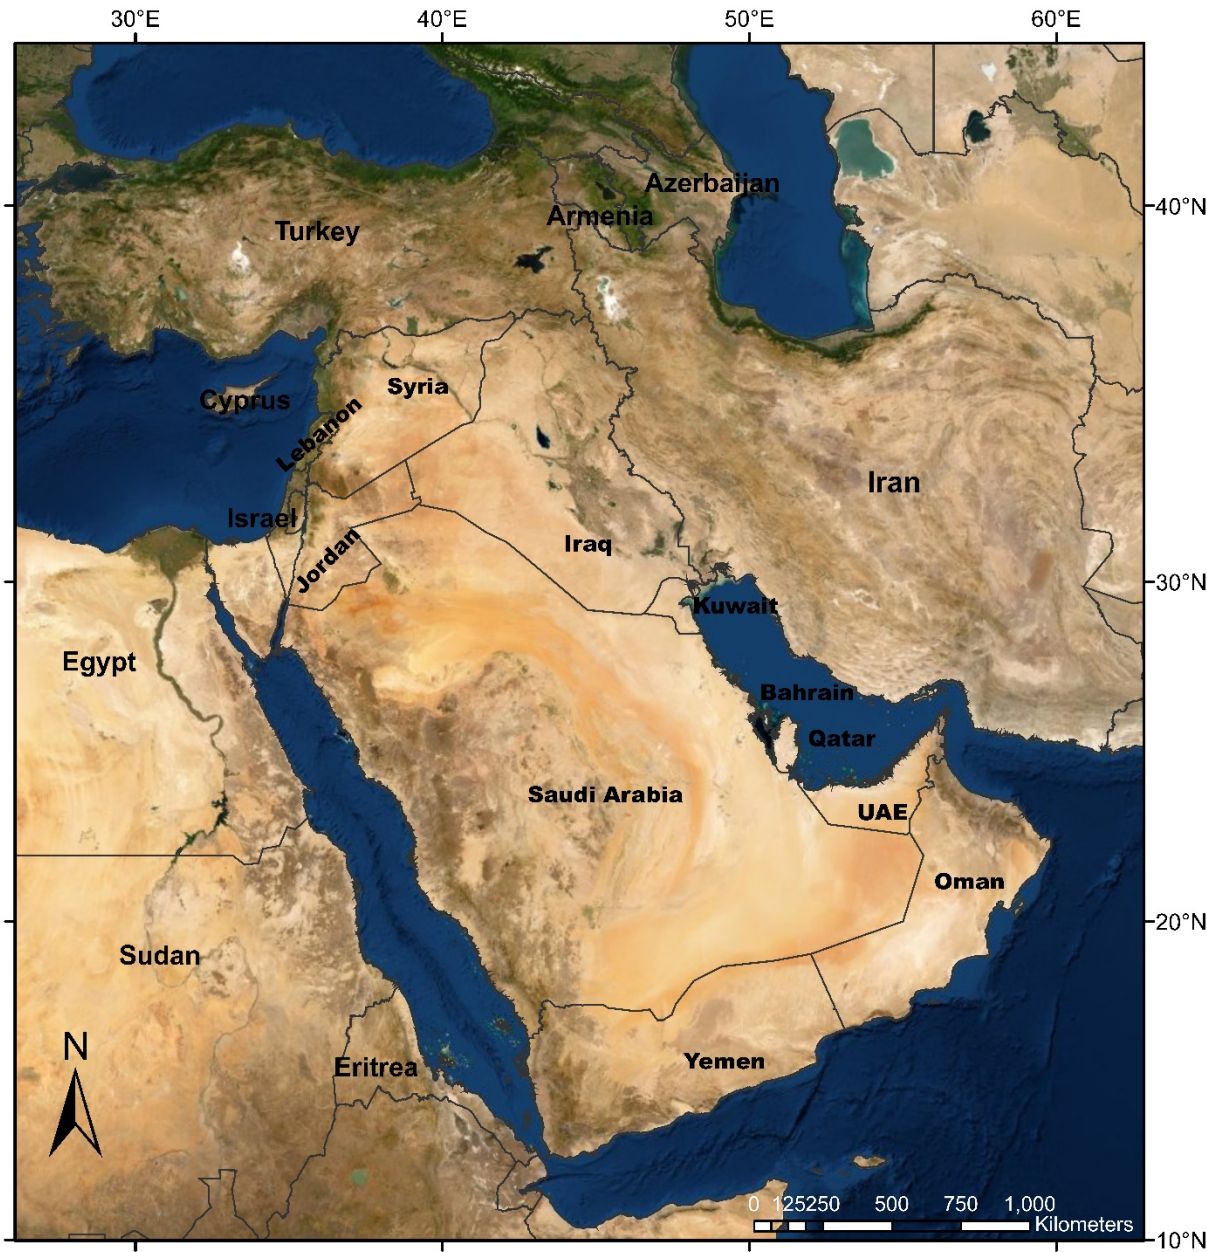 30°E 40°E 50°E 60°E
Azerbaijan
40°N
Armenia
Turkey
Syria
Cyprus
Lebanon
Iran
Israel
Iraq
Jordan
30°N
Kuwait
Egypt
Bahrain
Qatar
Saudi Arabia
UAE
Oman
20°N
Sudan
N
Yemen
Eritrea
0 125250 500 750 1,000
Kilometers
10°N